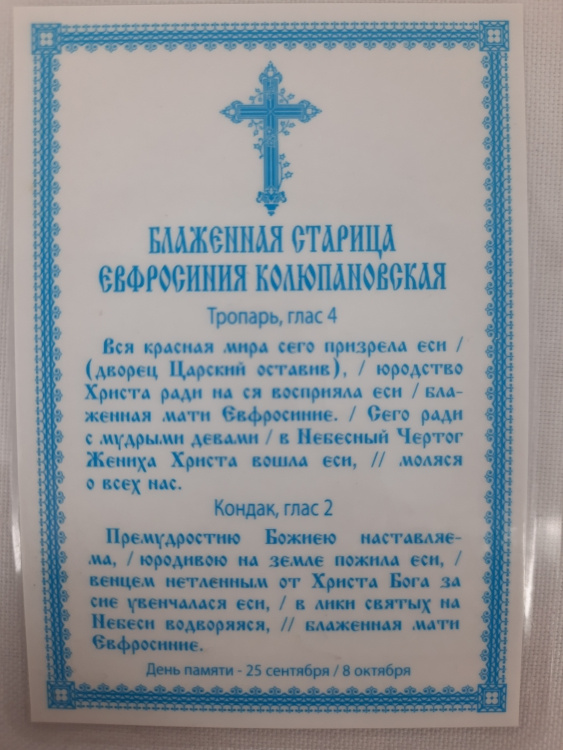 БЛАЖЕННАЯ СТАРИЦА
ЕВФРОСИНИЯ КОЛЮПАНОВСКАЯ
Тропарь, глас 4
Вся красная мира сего призрела еси /
(дворец Царский оставив), / юродство
Христа ради на ся восприяла еси / бла-
женная мати Евфросиние. / Сего ради
с мудрыми девами / в Небесный Чертог
Жениха Христа вошла еси, // моляся
о всех нас.
Кондак, глас 2
Премудростию Божиею наставляе-
ма, / юродивою на земле пожила еси, /
венцем нетленным от Христа Бога за
сие увенчалася еси, / в лики святых на
Небеси водворяяся, // блаженная мати
Евфросиние.
День памяти - 25 сентября / 8 октября